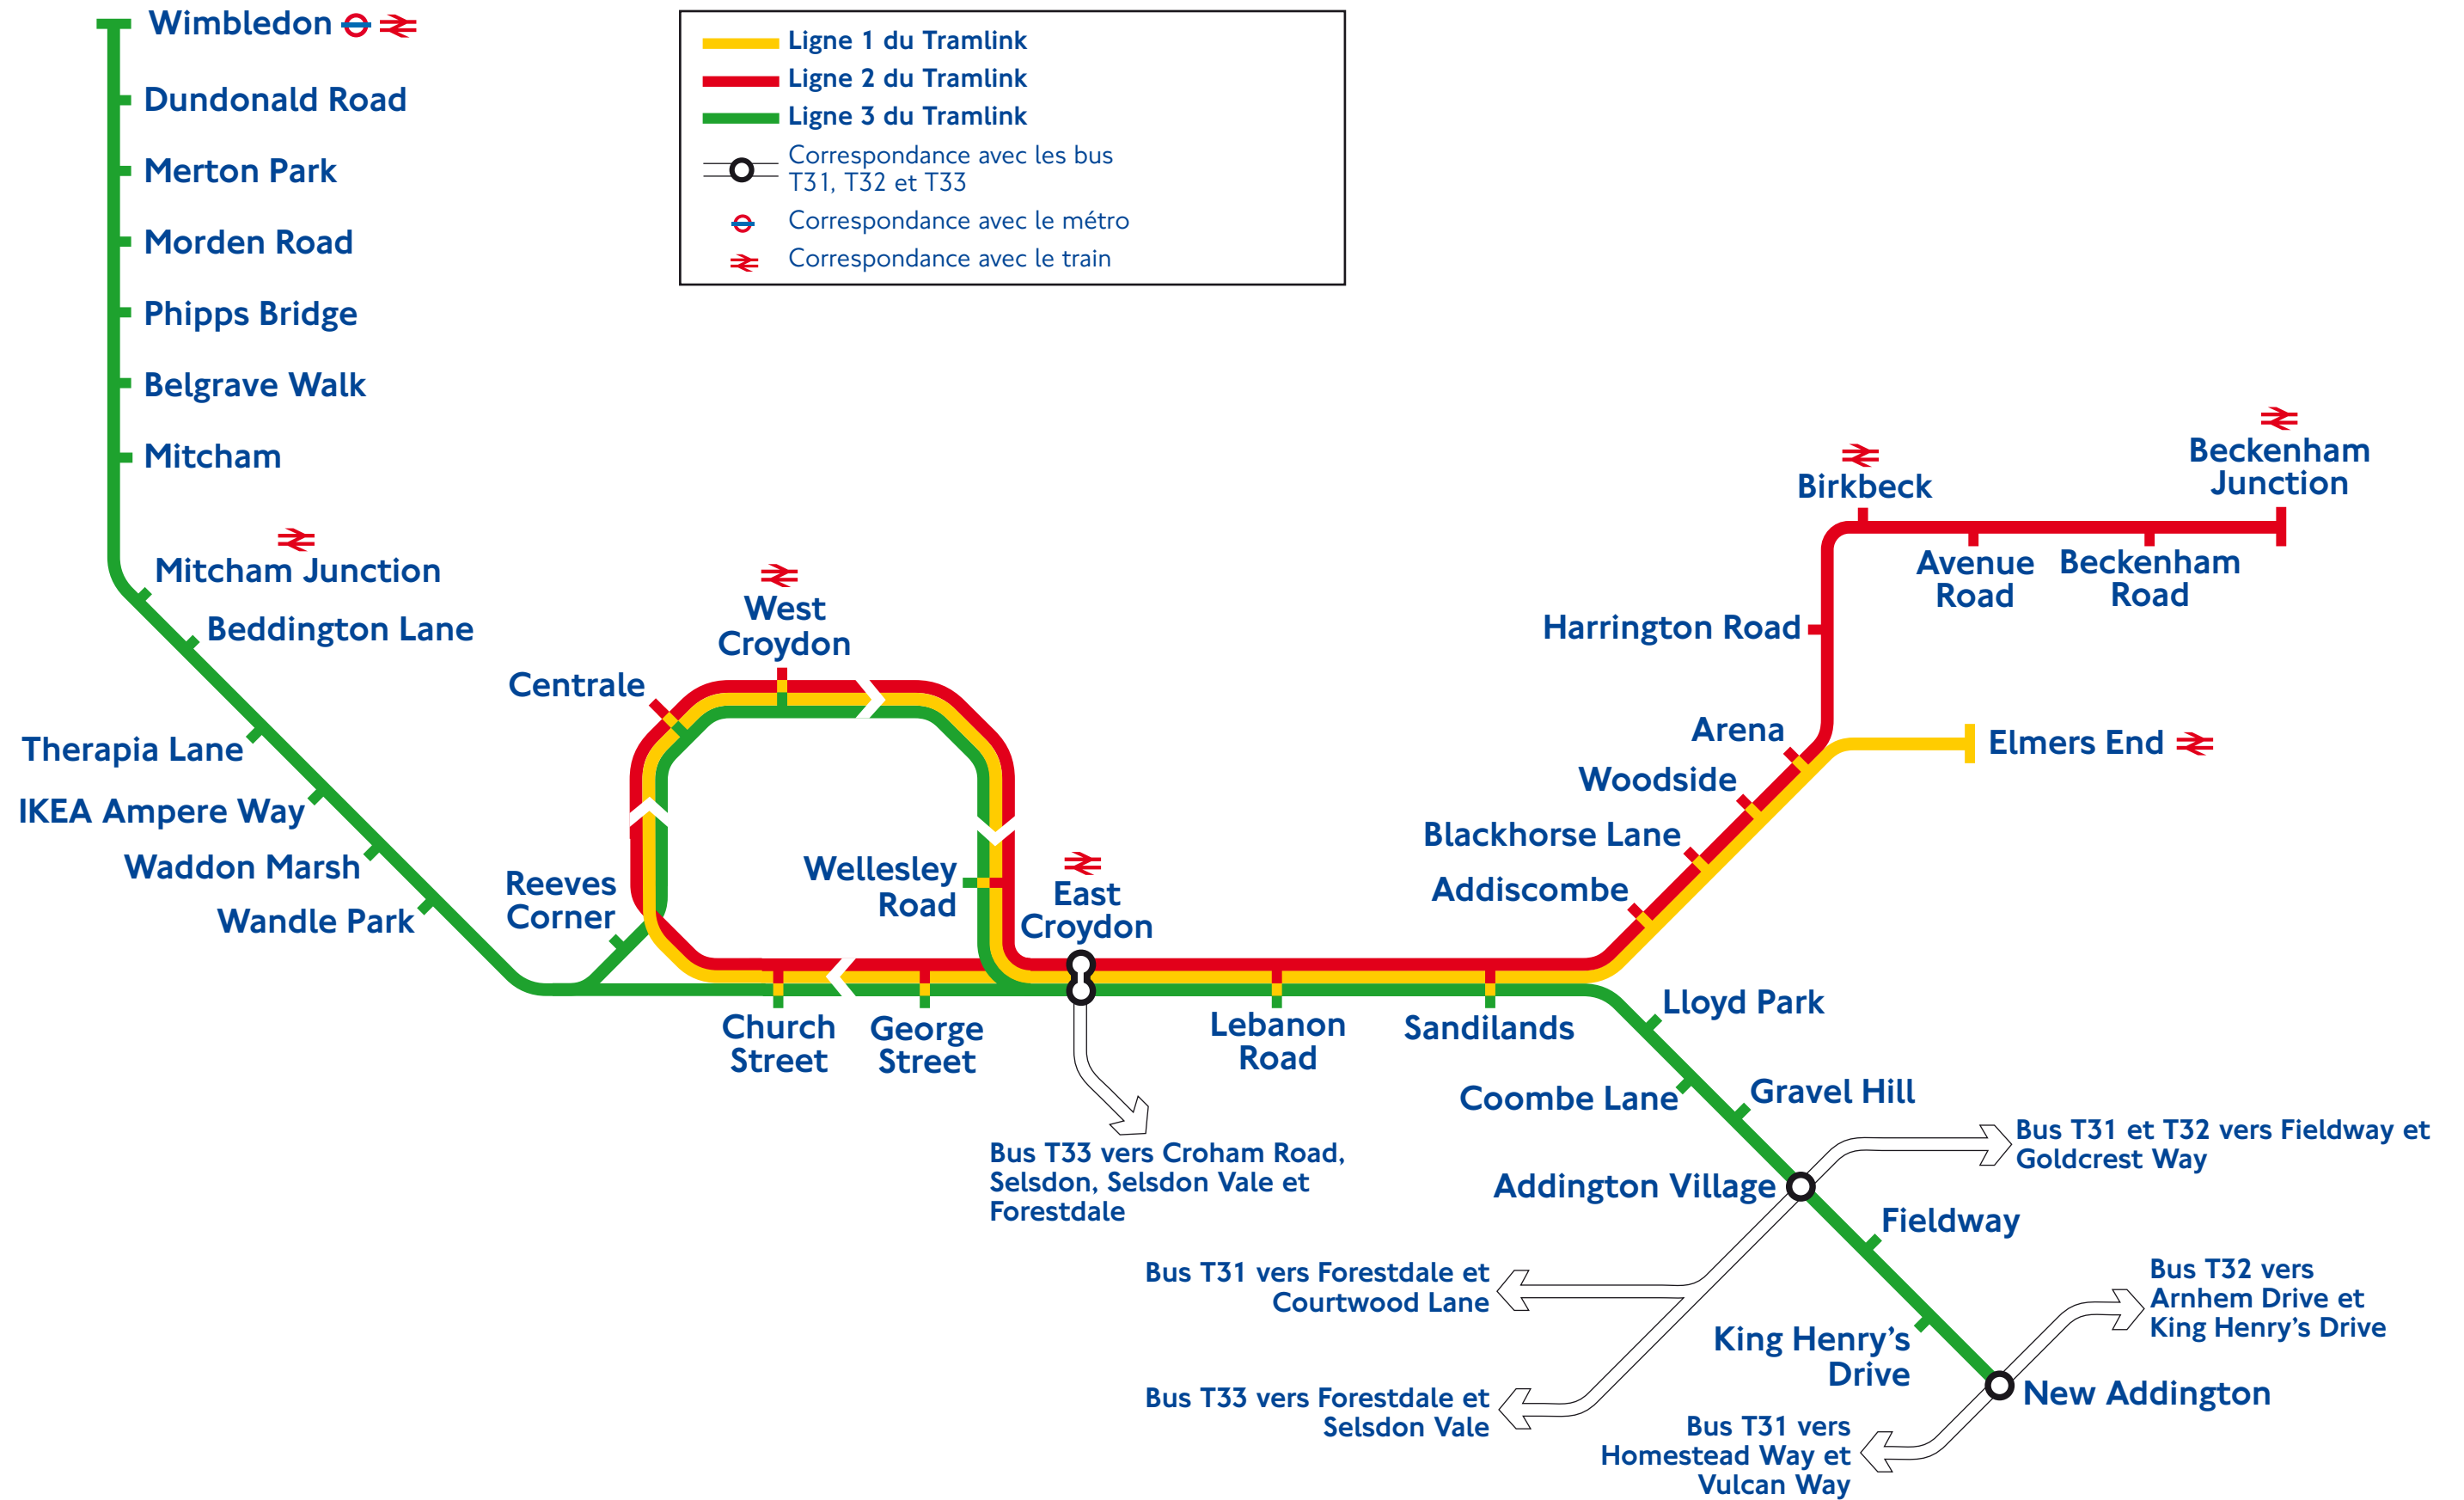 Wimbledon
Dundonald Road
Merton Park
Morden Road
Phipps Bridge
Belgrave Walk
Mitcham
Mitcham Junction
Beddington Lane
Therapia Lane
IKEA Ampere Way
Waddon Marsh
Wandle Park
Ligne 1 du Tramlink
Ligne 2 du Tramlink
Ligne 3 du Tramlink
Correspondance avec les bus
T31, T32 et T33
Correspondance avec le métro
Correspondance avec le train
Reeves
Corner
Centrale
West
Croydon
Wellesley
Road
Church
Street
George
Street
East
Croydon
Lebanon
Road
Sandilands
Addiscombe
Blackhorse Lane
Woodside
Arena
Harrington Road
Birkbeck
Avenue
Road
Beckenham
Road
Beckenham
Junction
Elmers End
Lloyd Park
Coombe Lane
Gravel Hill
Addington Village
Fieldway
King Henry’s
Drive
New Addington
Bus T33 vers Croham Road,
Selsdon, Selsdon Vale et
Forestdale
Bus T31 et T32 vers Fieldway et
Goldcrest Way
Bus T31 vers Forestdale et
Courtwood Lane
Bus T33 vers Forestdale et
Selsdon Vale
Bus T32 vers
Arnhem Drive et
King Henry’s Drive
Bus T31 vers
Homestead Way et
Vulcan Way